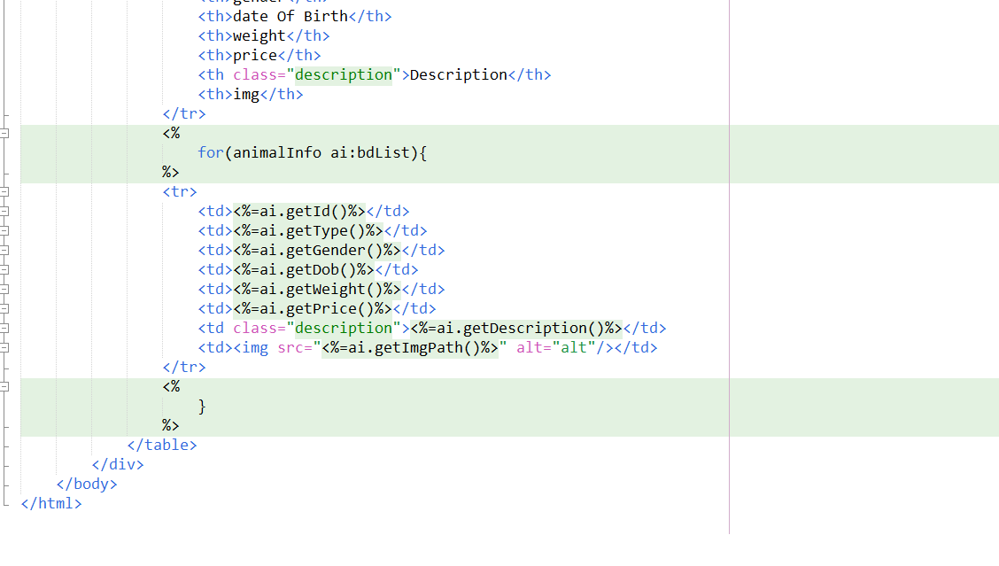 <th>gender</th>
<th>date Of Birth</th>
<th>weight</th>
<th>price</th>
<th class="description">Description</th>
<th>img</th>
</tr>
<%
for(animalInfo ai:bdList){
%>
<tr>
<td><%=ai.getId()%></td>
<td><%=ai.getType()%></td>
<td><%=ai.getGender()%></td>
<td><%=ai.getDob()%></td>
<td><%=ai.getWeight()%></td>
<td><%=ai.getPrice()%></td>
<td class="description"><%=ai.getDescription()%></td>
<td><img src="<%=ai.getImgPath()%>" alt="alt"/></td>
</tr>
<%
}
%>
</table>
</div>
</body>
</html>